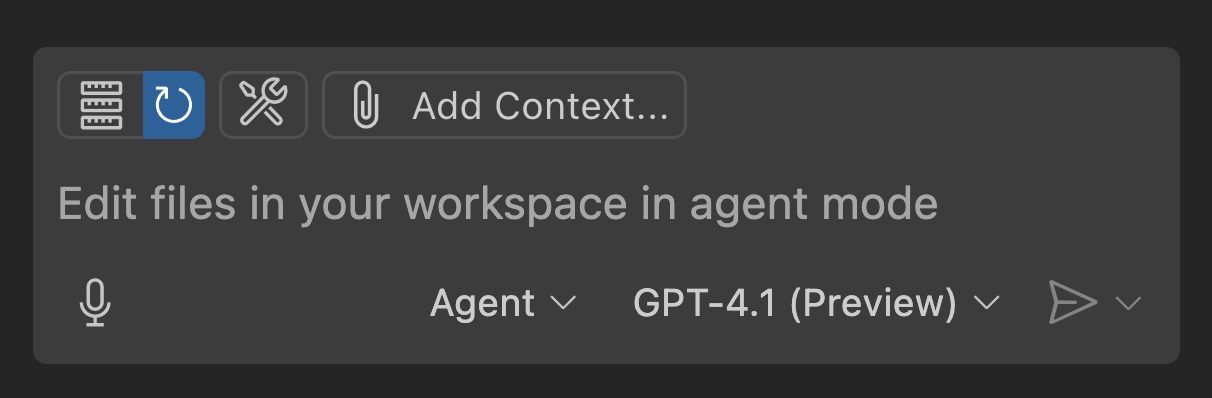 Add Context...
Edit files in your workspace in agent mode
Agent
GPT-4.1 (Preview)